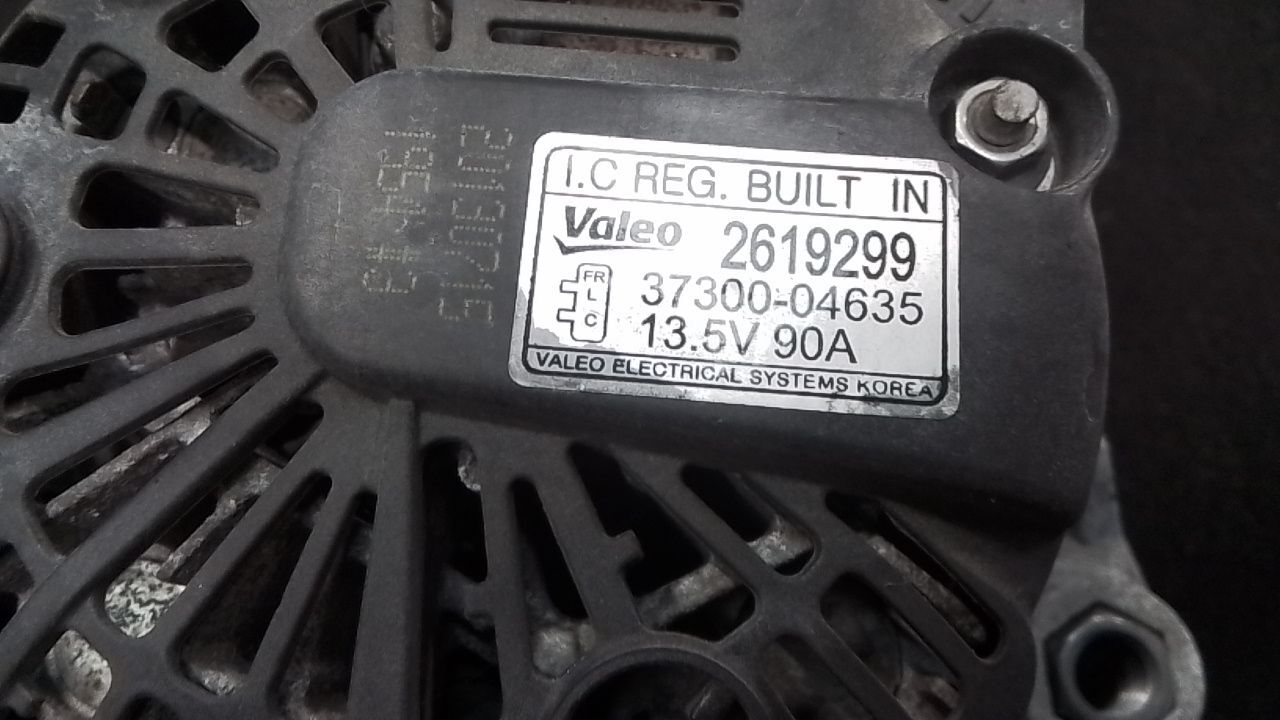 I.C REG. BUILT IN
Valeo 2619299
FR
L
C
37300-04635
13.5V 90A
VALEO ELECTRICAL SYSTEMS KOREA